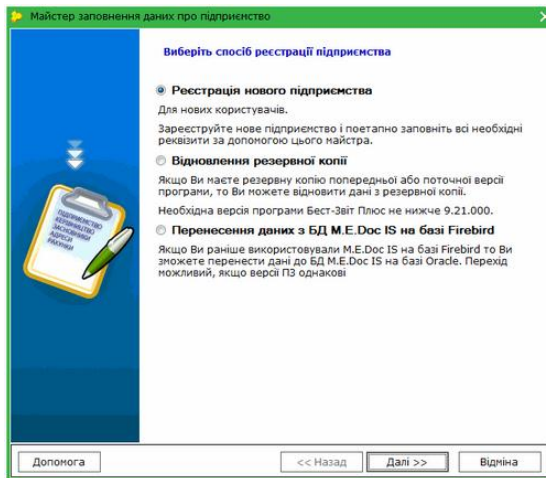 Майстер заповнення даних про підприємство
Виберіть спосіб реєстрації підприємства
Реєстрація нового підприємства
Для нових користувачів.
Зареєструйте нове підприємство і поетапно заповніть всі необхідні
реквізити за допомогою цього майстра.
Відновлення резервної копії
Якщо Ви маєте резервну копію попередньої або поточної версії
програми, то Ви можете відновити дані з резервної копії.
Необхідна версія програми Бест-Звіт Плюс не нижче 9.21.000.
Перенесення даних з БД M.E.Doc IS на базі Firebird
Якщо Ви раніше використовували M.E.Doc IS на базі Firebird то Ви
зможете перенести дані до БД M.E.Doc IS на базі Oracle. Перехід
можливий, якщо версії ПЗ однакові
ПІДПРИЄМСТВО
КЕРІВНИЦТВО
ЗАСНОВНИКИ
АДРЕСИ
РАХУНКИ
Допомога
<< Назад
Далі >>
Відміна